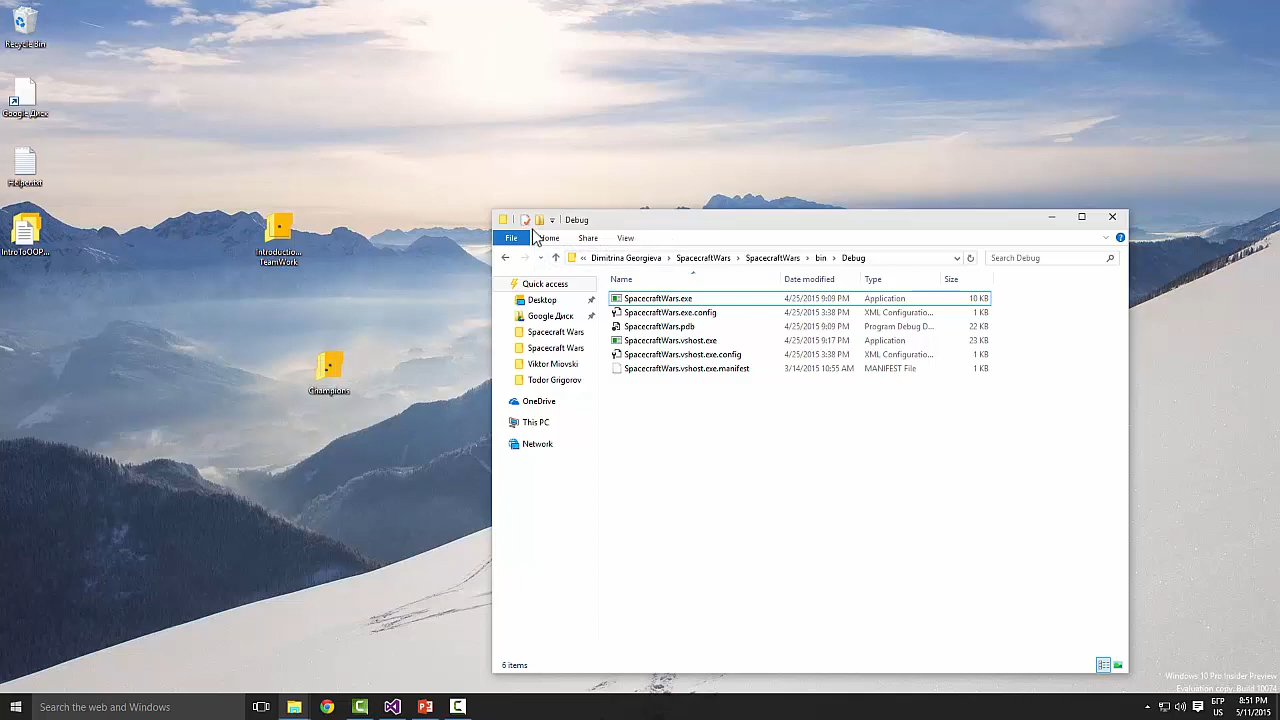 Recycle Bin
Google Диск
Helper.txt
IntroToOOP...
Introduction...
TeamWork
Champions
Debug
File
Home
Share
View
« Dimitrina Georgieva › SpacecraftWars › SpacecraftWars › bin › Debug
Search Debug
Name
Date modified
Type
Size
Quick access
Desktop
Google Диск
Spacecraft Wars
Spacecraft Wars
Viktor Miovski
Todor Grigorov
OneDrive
This PC
Network
SpacecraftWars.exe 4/25/2015 9:09 PM Application 10 KB
SpacecraftWars.exe.config 4/25/2015 3:38 PM XML Configuratio... 1 KB
SpacecraftWars.pdb 4/25/2015 9:09 PM Program Debug D... 22 KB
SpacecraftWars.vshost.exe 4/25/2015 9:17 PM Application 23 KB
SpacecraftWars.vshost.exe.config 4/25/2015 3:38 PM XML Configuratio... 1 KB
SpacecraftWars.vshost.exe.manifest 3/14/2015 10:55 AM MANIFEST File 1 KB
6 items
Windows 10 Pro Insider Preview
Evaluation copy. Build 10074
Search the web and Windows
БГР
US
8:51 PM
5/11/2015